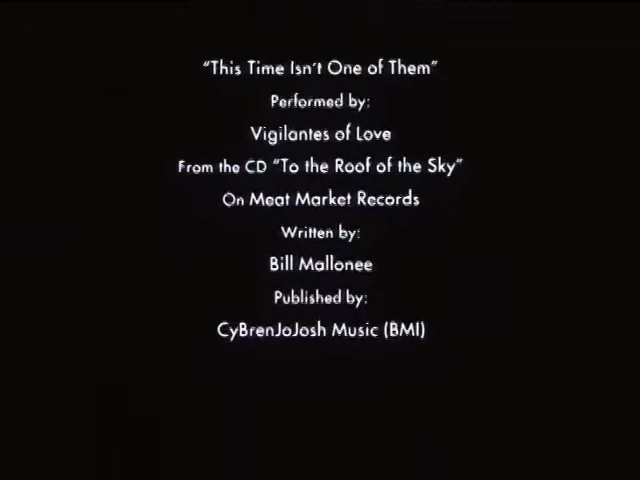 "This Time Isn't One of Them"
Performed by:
Vigilantes of Love
From the CD "To the Roof of the Sky"
On Meat Market Records
Written by:
Bill Mallonee
Published by:
CyBrenJoJosh Music (BMI)